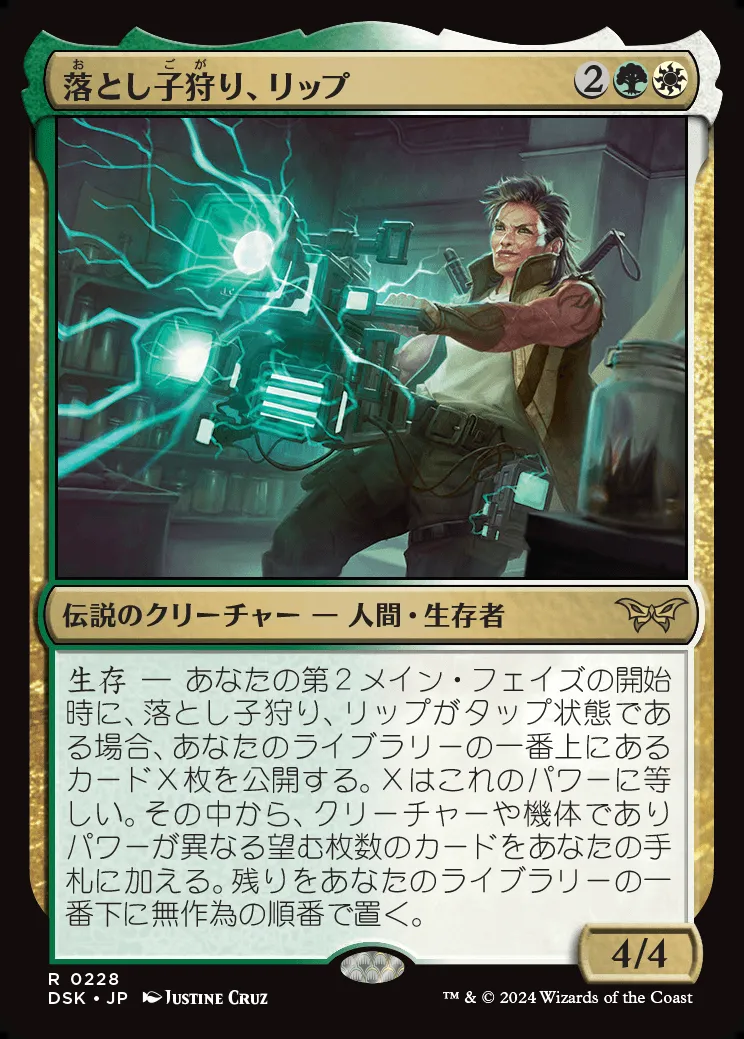 落とし子狩り、リップ 2
生存 ― あなたの第２メイン・フェイズの開始
時に、落とし子狩り、リップがタップ状態であ
る場合、あなたのライブラリーの一番上にある
カードＸ枚を公開する。Ｘはこれのパワーに等
しい。その中から、クリーチャーや機体であり
パワーが異なる望む枚数のカードをあなたの手
札に加える。残りをあなたのライブラリーの一
番下に無作為の順番で置く。
伝説のクリーチャー ― 人間・生存者
4/4
R 0228
DSK • JP Justine Cruz
™ & © 2024 Wizards of the Coast